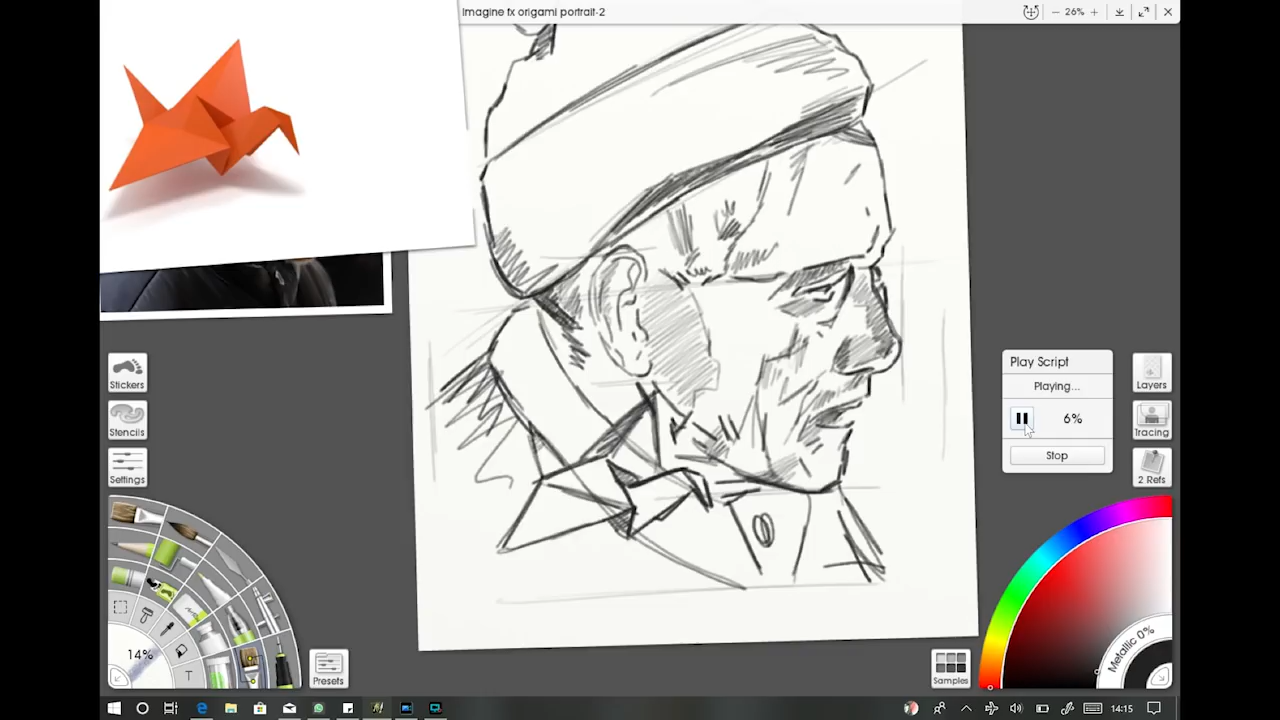 imagine fx origami portrait-2
26%
Play Script
Playing...
6%
Stop
Stickers
Stencils
Settings
Layers
Tracing
2 Refs
14%
T
Presets
Samples
Metallic 0%
14:15